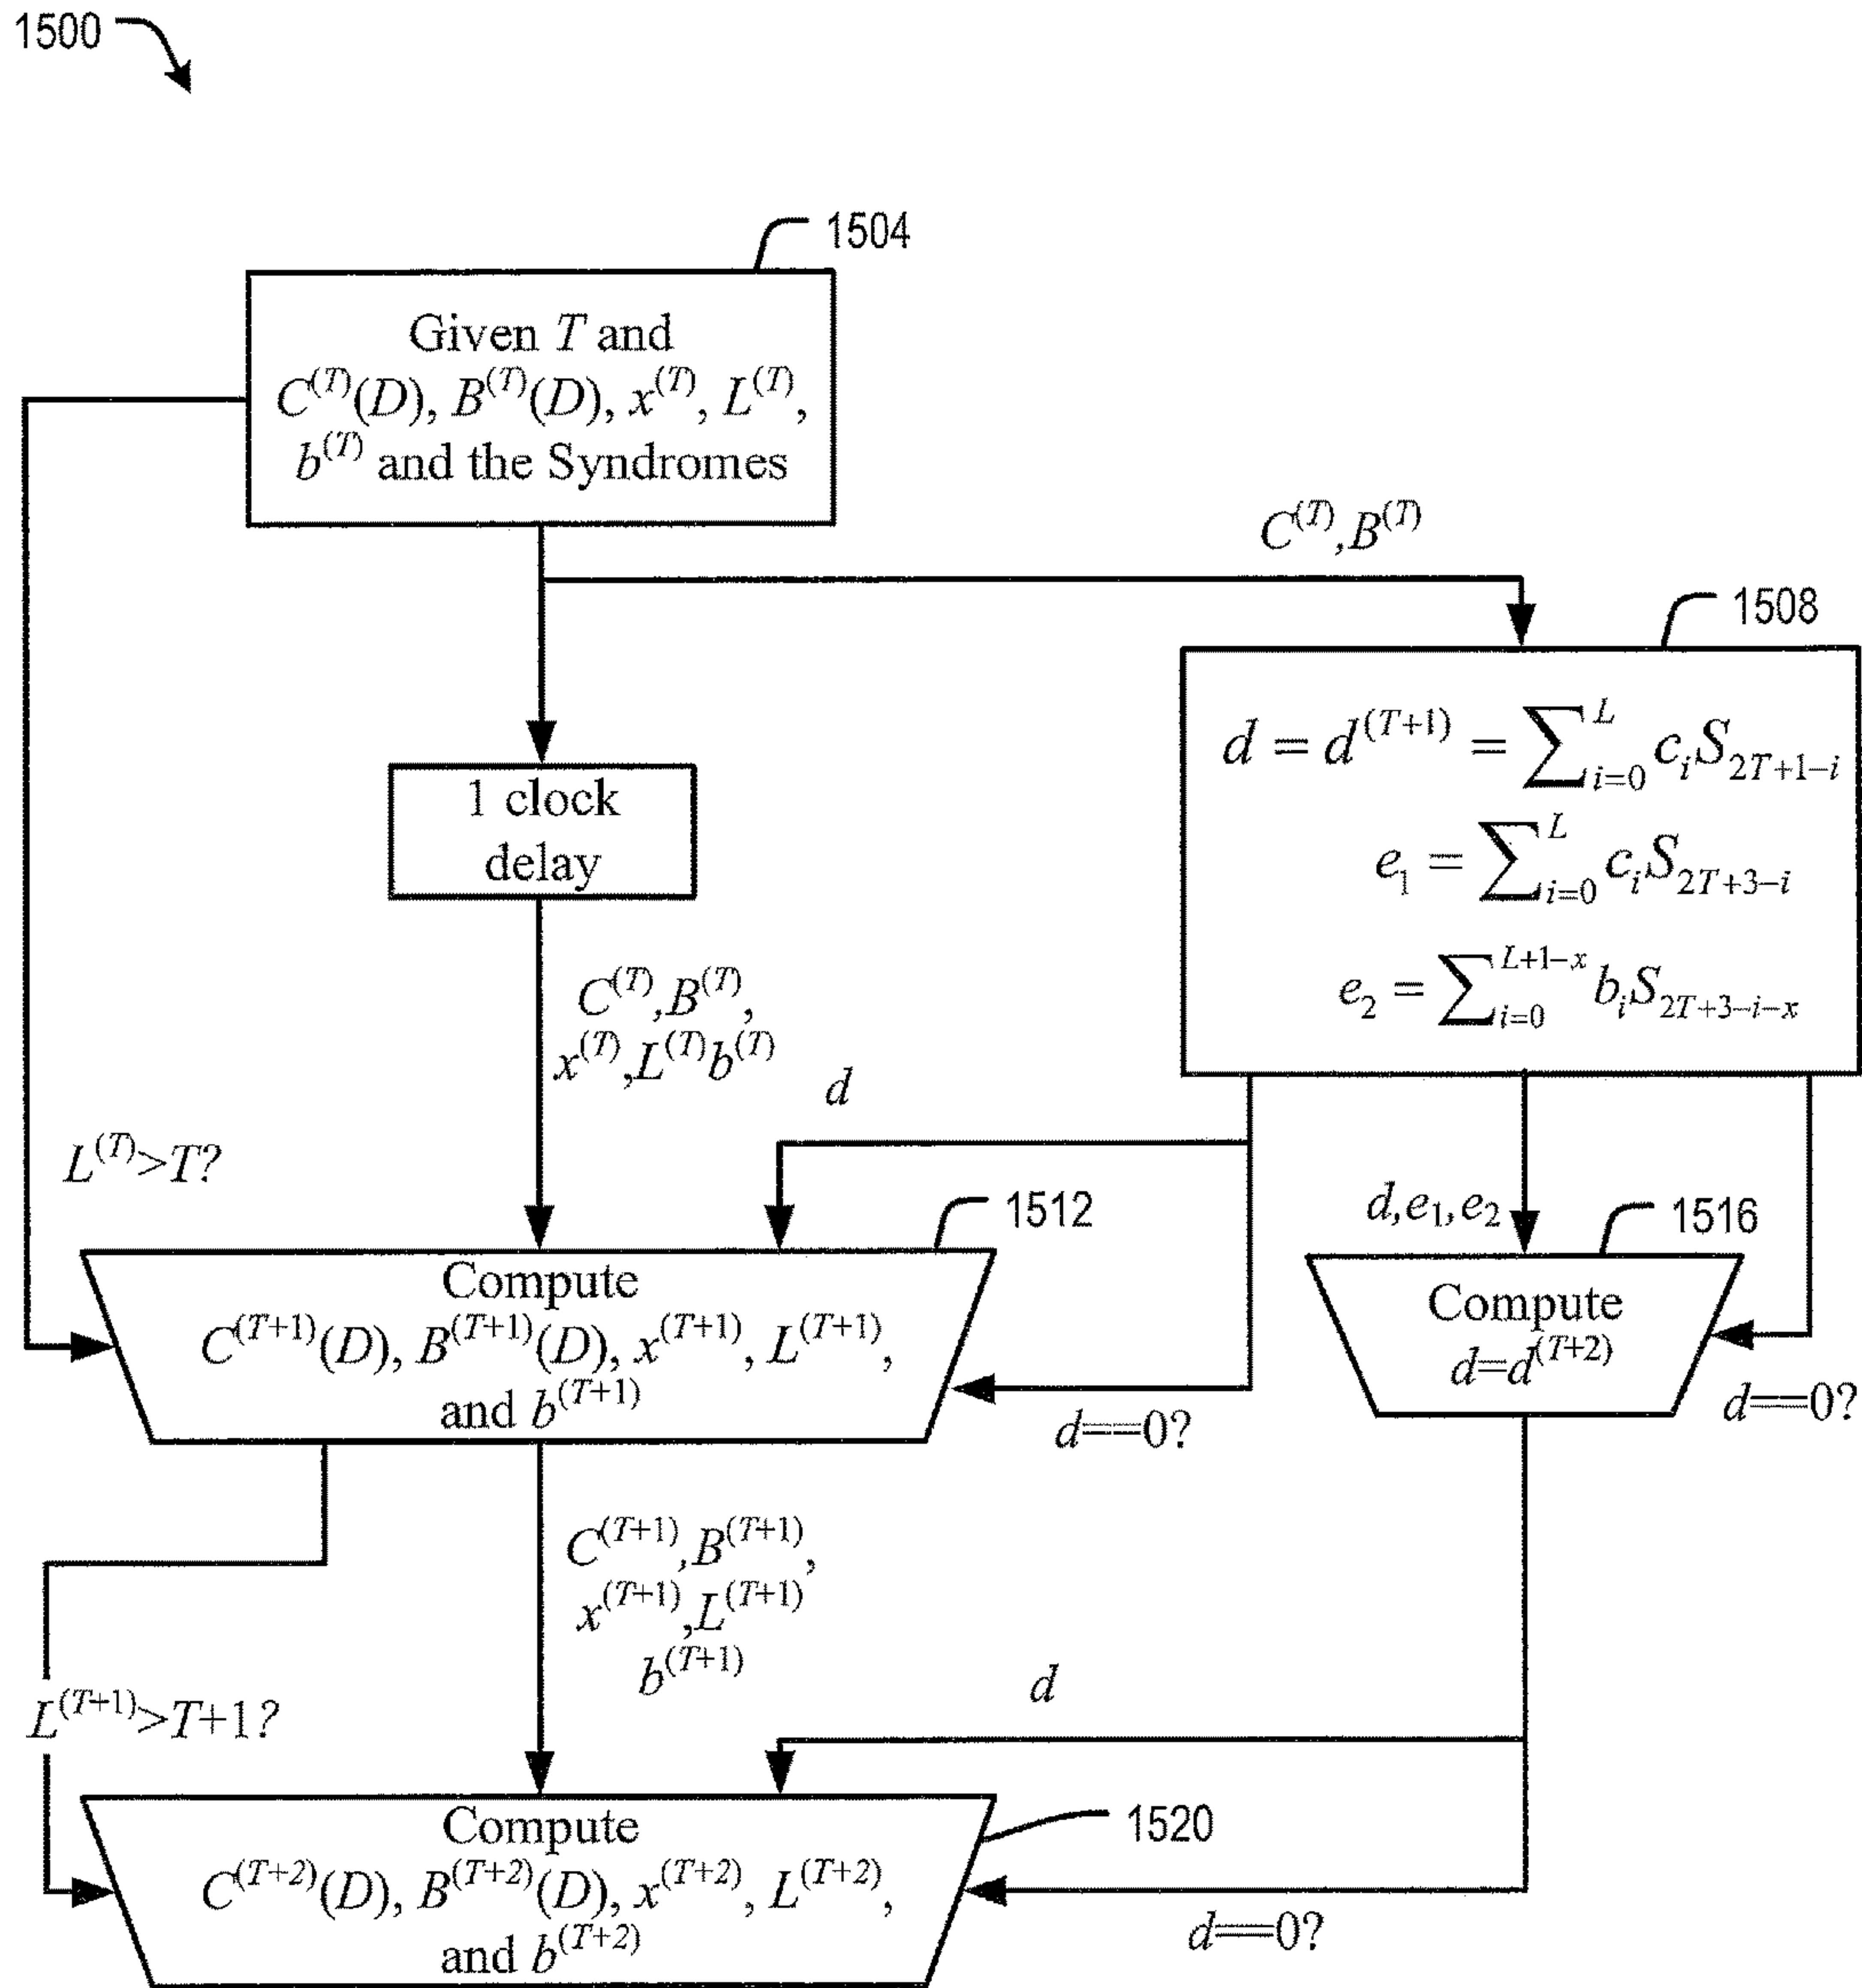 1500
1504
Given T and
C^(T)(D), B^(T)(D), x^(T), L^(T),
b^(T) and the Syndromes
C^(T),B^(T)
1508
d = d^(T+1) = ∑_{i=0}^{L} c_i S_{2T+1-i}
e_1 = ∑_{i=0}^{L} c_i S_{2T+3-i}
e_2 = ∑_{i=0}^{L+1-x} b_i S_{2T+3-i-x}
1 clock
delay
C^(T),B^(T),
x^(T),L^(T)b^(T)
d
L^(T)>T?
d,e_1,e_2
1512
1516
Compute
C^(T+1)(D), B^(T+1)(D), x^(T+1), L^(T+1),
and b^(T+1)
d==0?
Compute
d=d^(T+2)
d==0?
C^(T+1),B^(T+1),
x^(T+1),L^(T+1)
b^(T+1)
d
L^(T+1)>T+1?
1520
Compute
C^(T+2)(D), B^(T+2)(D), x^(T+2), L^(T+2),
and b^(T+2)
d==0?